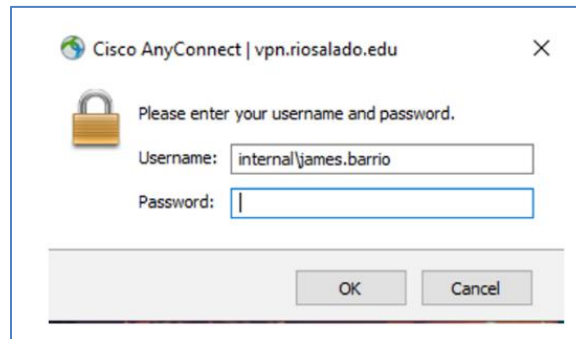 Cisco AnyConnect | vpn.riosalado.edu
Please enter your username and password.
Username: internal\james.barrio
Password:
OK Cancel